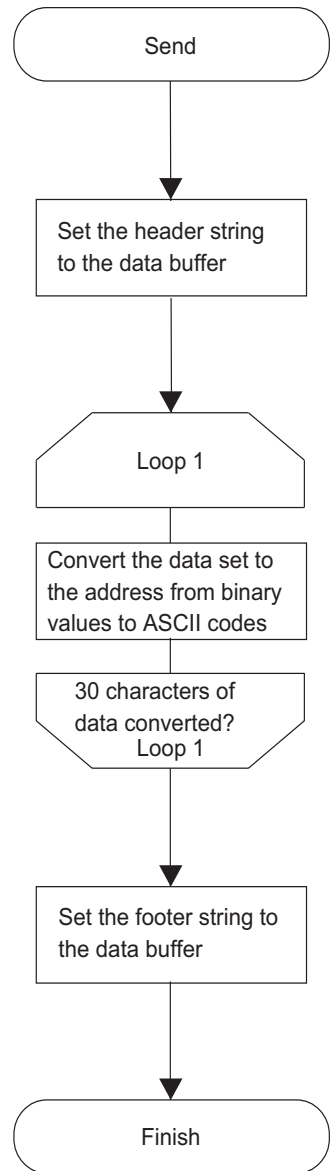 Send
Set the header string
to the data buffer
Loop 1
Convert the data set to
the address from binary
values to ASCII codes
30 characters of
data converted?
Loop 1
Set the footer string to
the data buffer
Finish